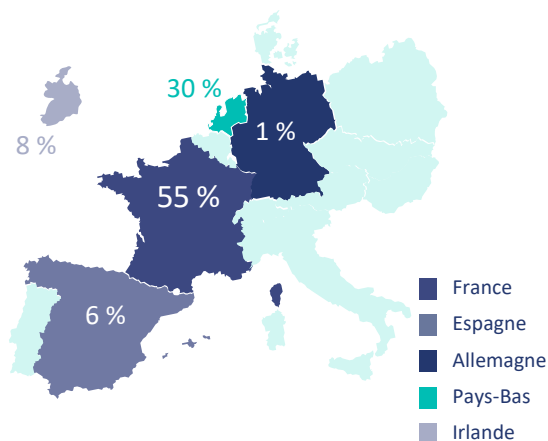 30 %
1 %
8 %
55 %
6 %
France
Espagne
Allemagne
Pays-Bas
Irlande